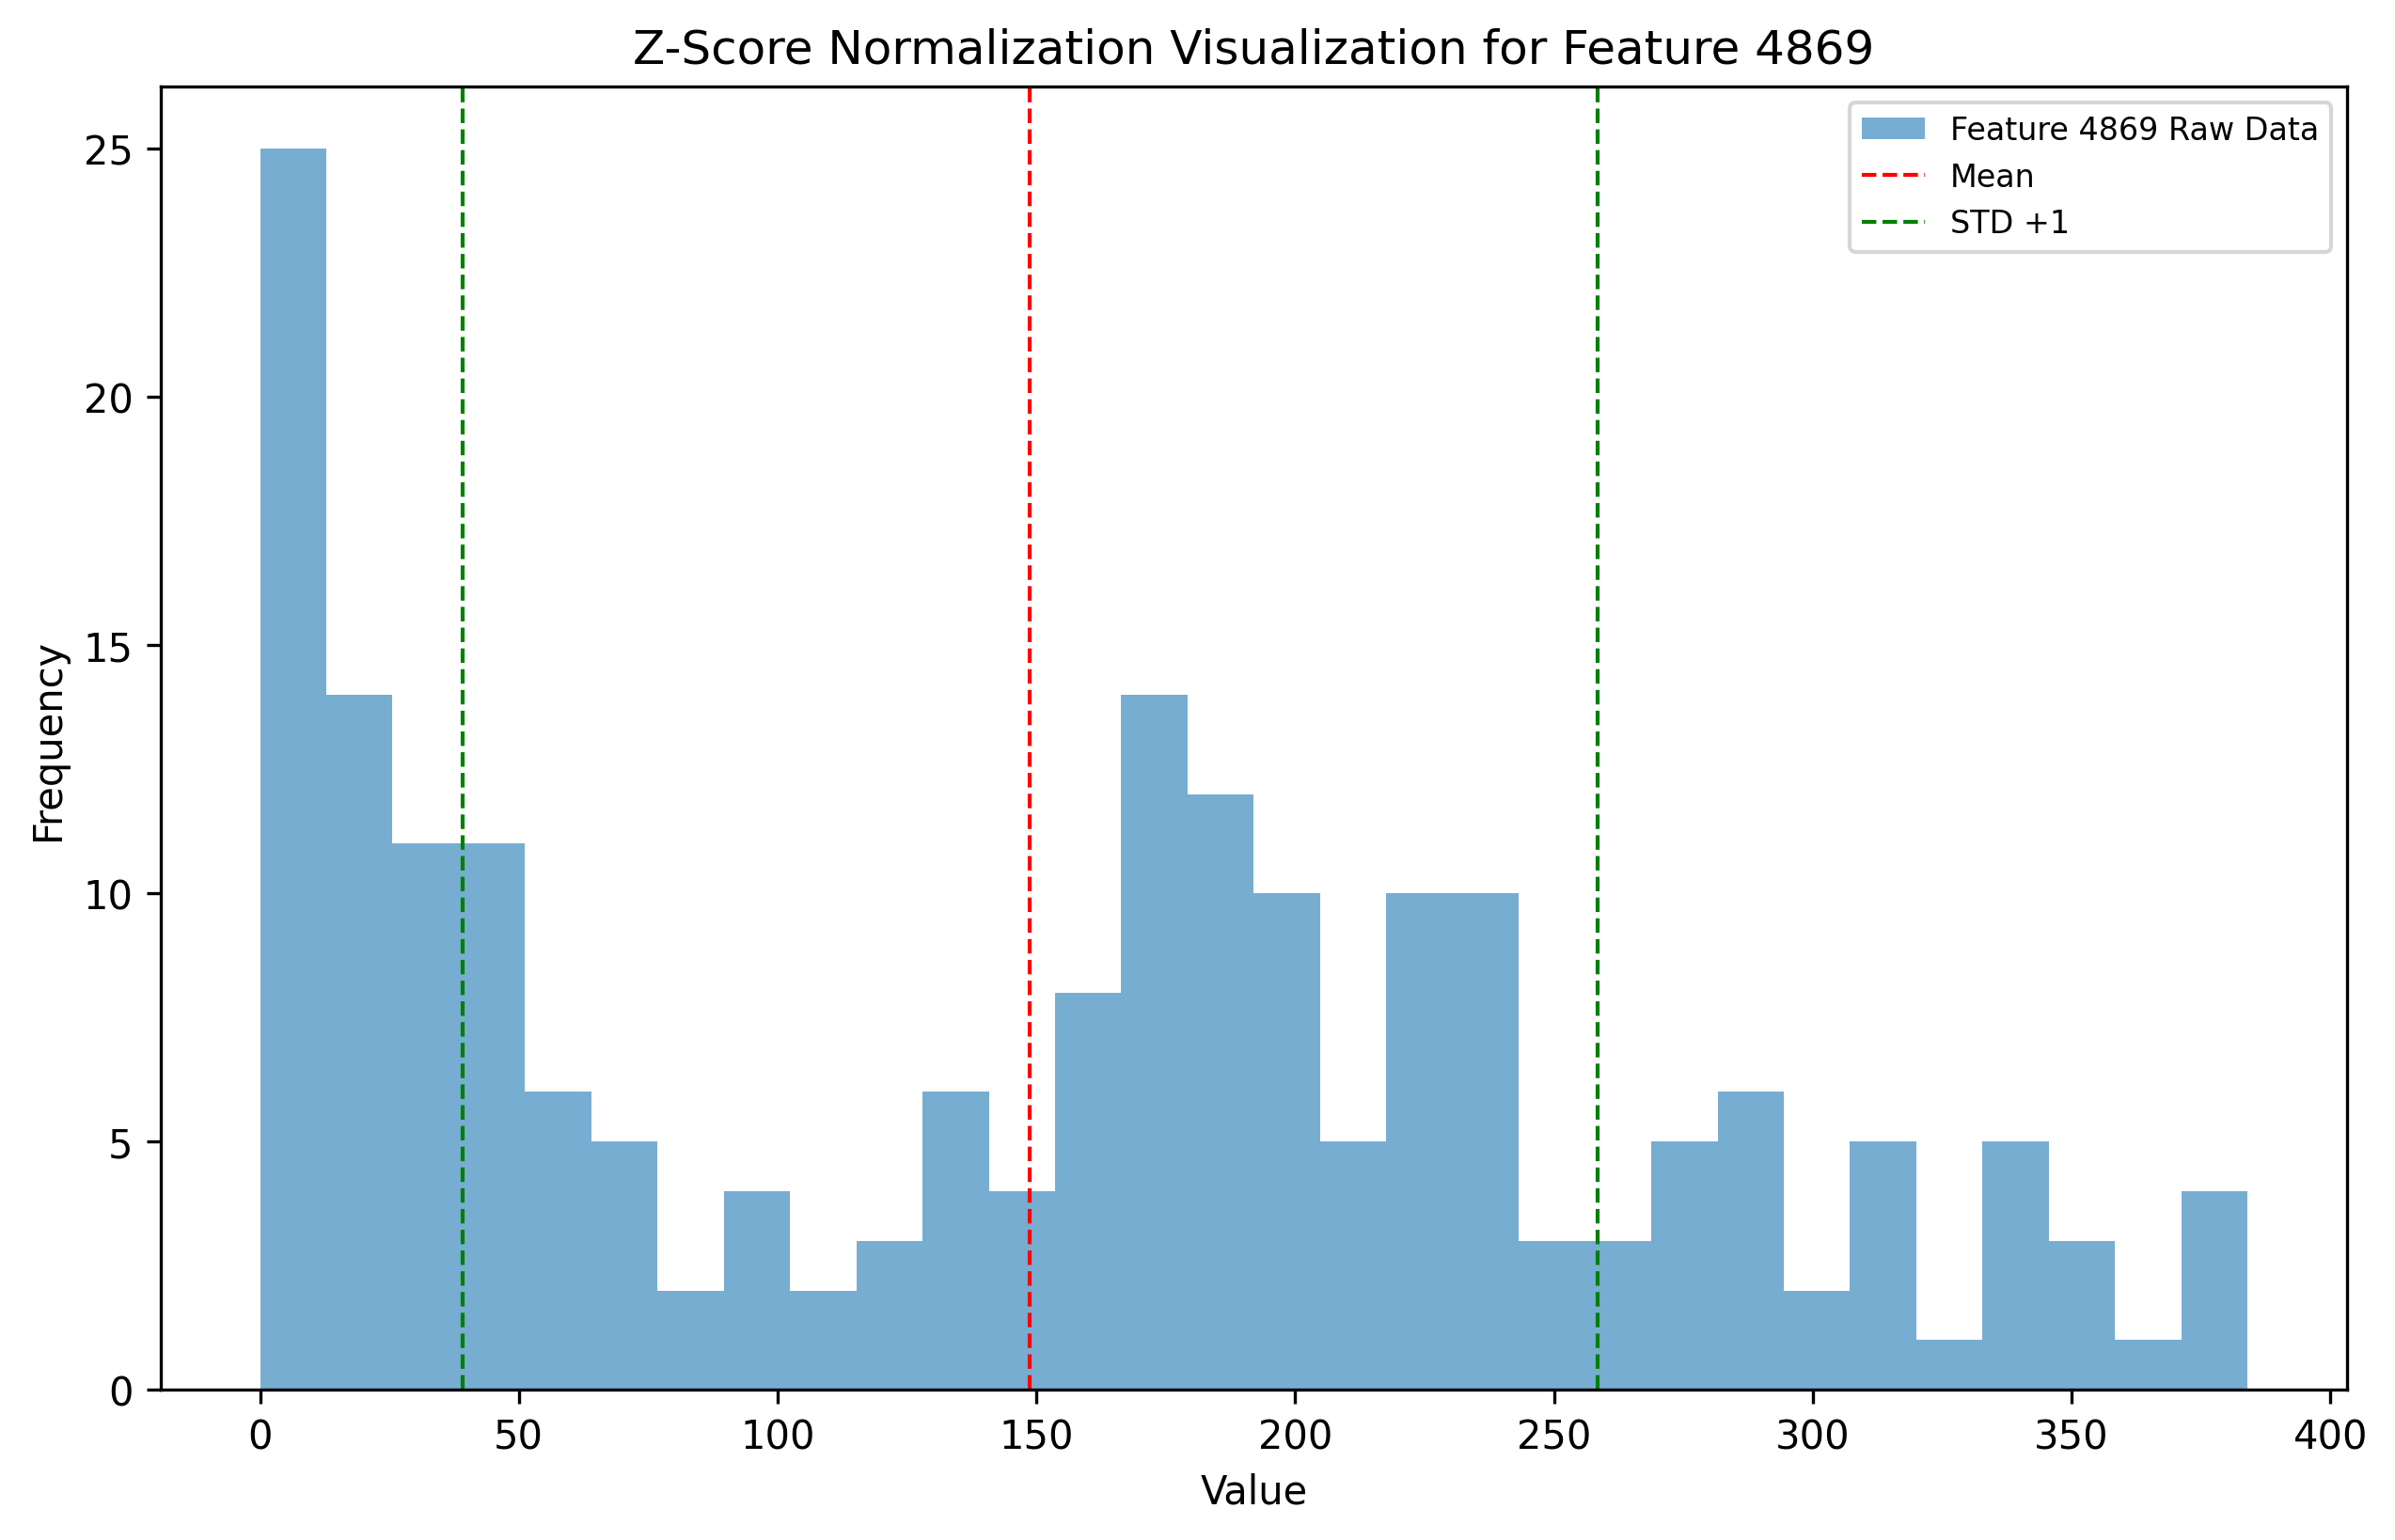 Z-Score Normalization Visualization for Feature 4869
Feature 4869 Raw Data
Mean
STD +1
25
20
15
10
5
0
Frequency
0 50 100 150 200 250 300 350 400
Value